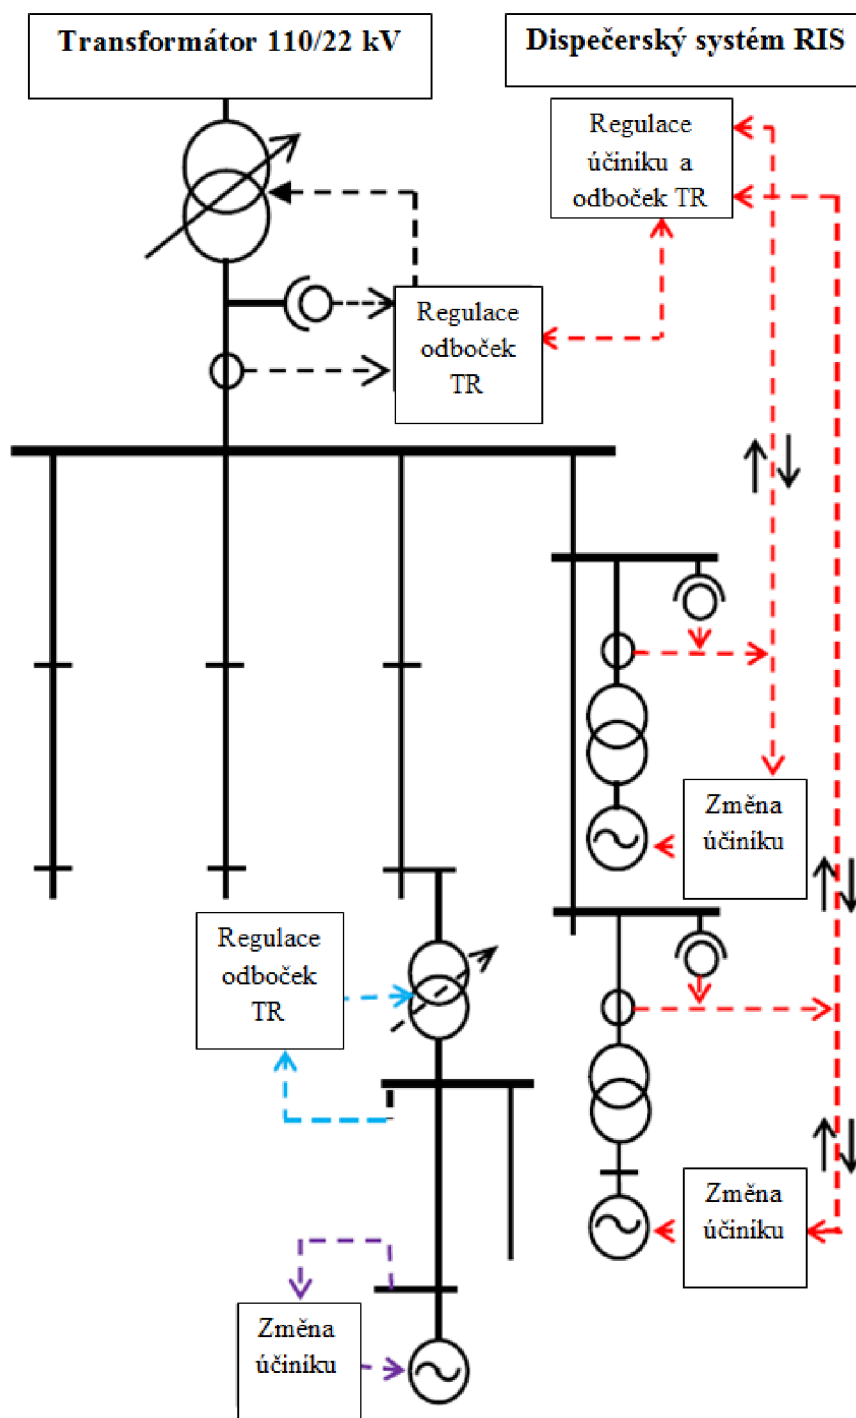 Transformátor 110/22 kV
Dispečerský systém RIS
Regulace
účiníku a
odboček TR
Regulace
odboček
TR
Změna
účiníku
Regulace
odboček
TR
Změna
účiníku
Změna
účiníku